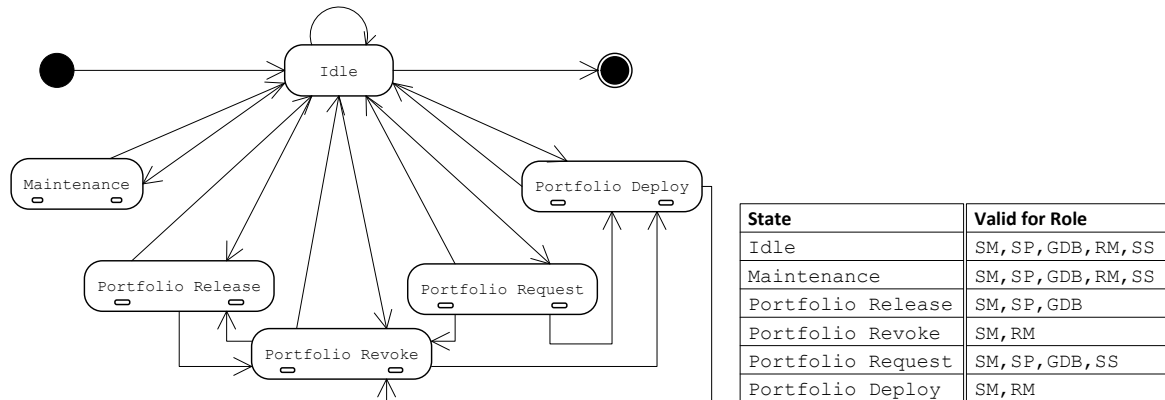 Idle
Maintenance
Portfolio Deploy
Portfolio Release
Portfolio Request
Portfolio Revoke
State Valid for Role
Idle SM,SP,GDB,RM,SS
Maintenance SM,SP,GDB,RM,SS
Portfolio Release SM,SP,GDB
Portfolio Revoke SM,RM
Portfolio Request SM,SP,GDB,SS
Portfolio Deploy SM,RM